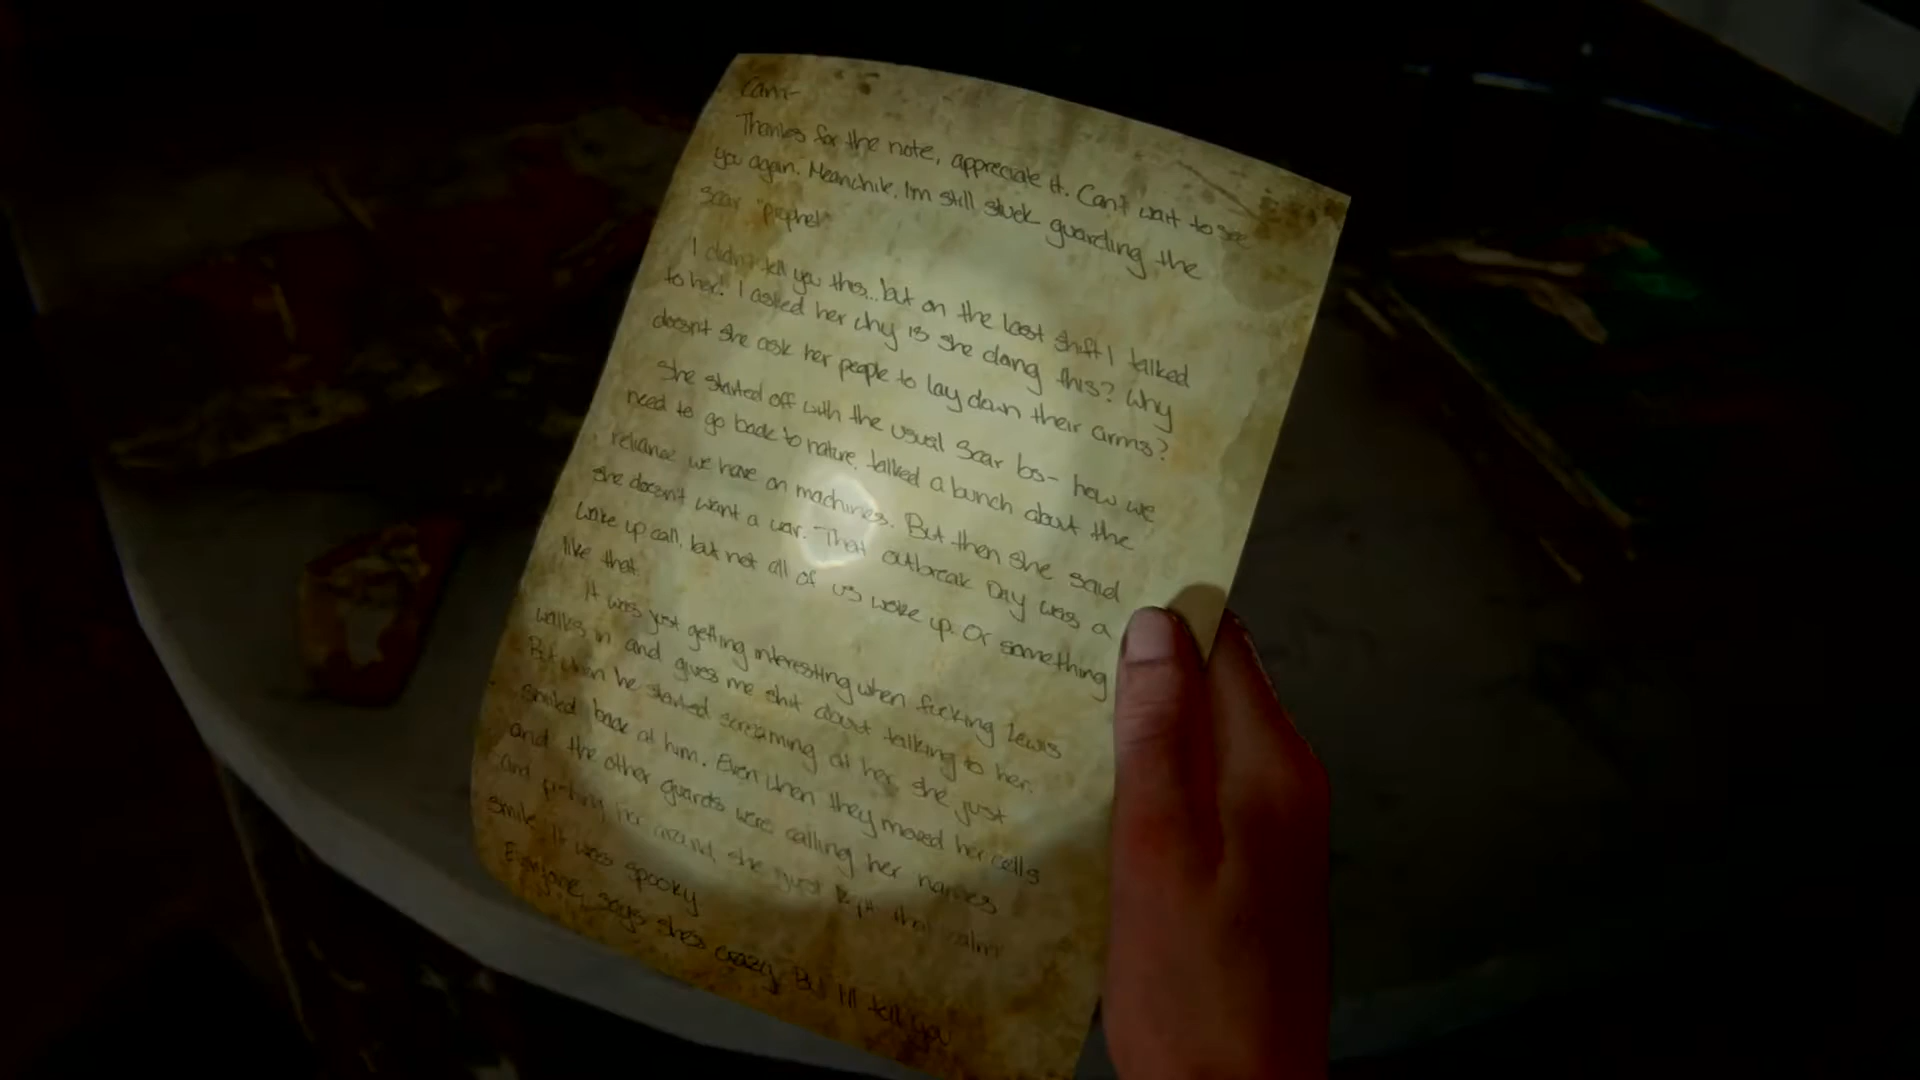 Cam-
Thanks for the note, appreciate it. Can't wait to see
you again. Meanwhile, I'm still stuck guarding the
Scar "prophet"
I didn't tell you this... but on the last shift I talked
to her! I asked her why is she doing this? Why
doesn't she ask her people to lay down their arms?
She started off with the usual Scar bs- how we
need to go back to nature, talked a bunch about the
reliance we have on machines. But then she said
she doesn't want a war. That outbreak Day was a
wake up call, but not all of us woke up. Or something
like that.
It was just getting interesting when fucking Lewis
walks in and gives me shit about talking to her.
But when he started screaming at her, she just
smiled back at him. Even when they moved her cells
and the other guards were calling her names
and pushing her around, she just kept that calm
smile. It was spooky
Everyone says she's crazy. But I'll tell you